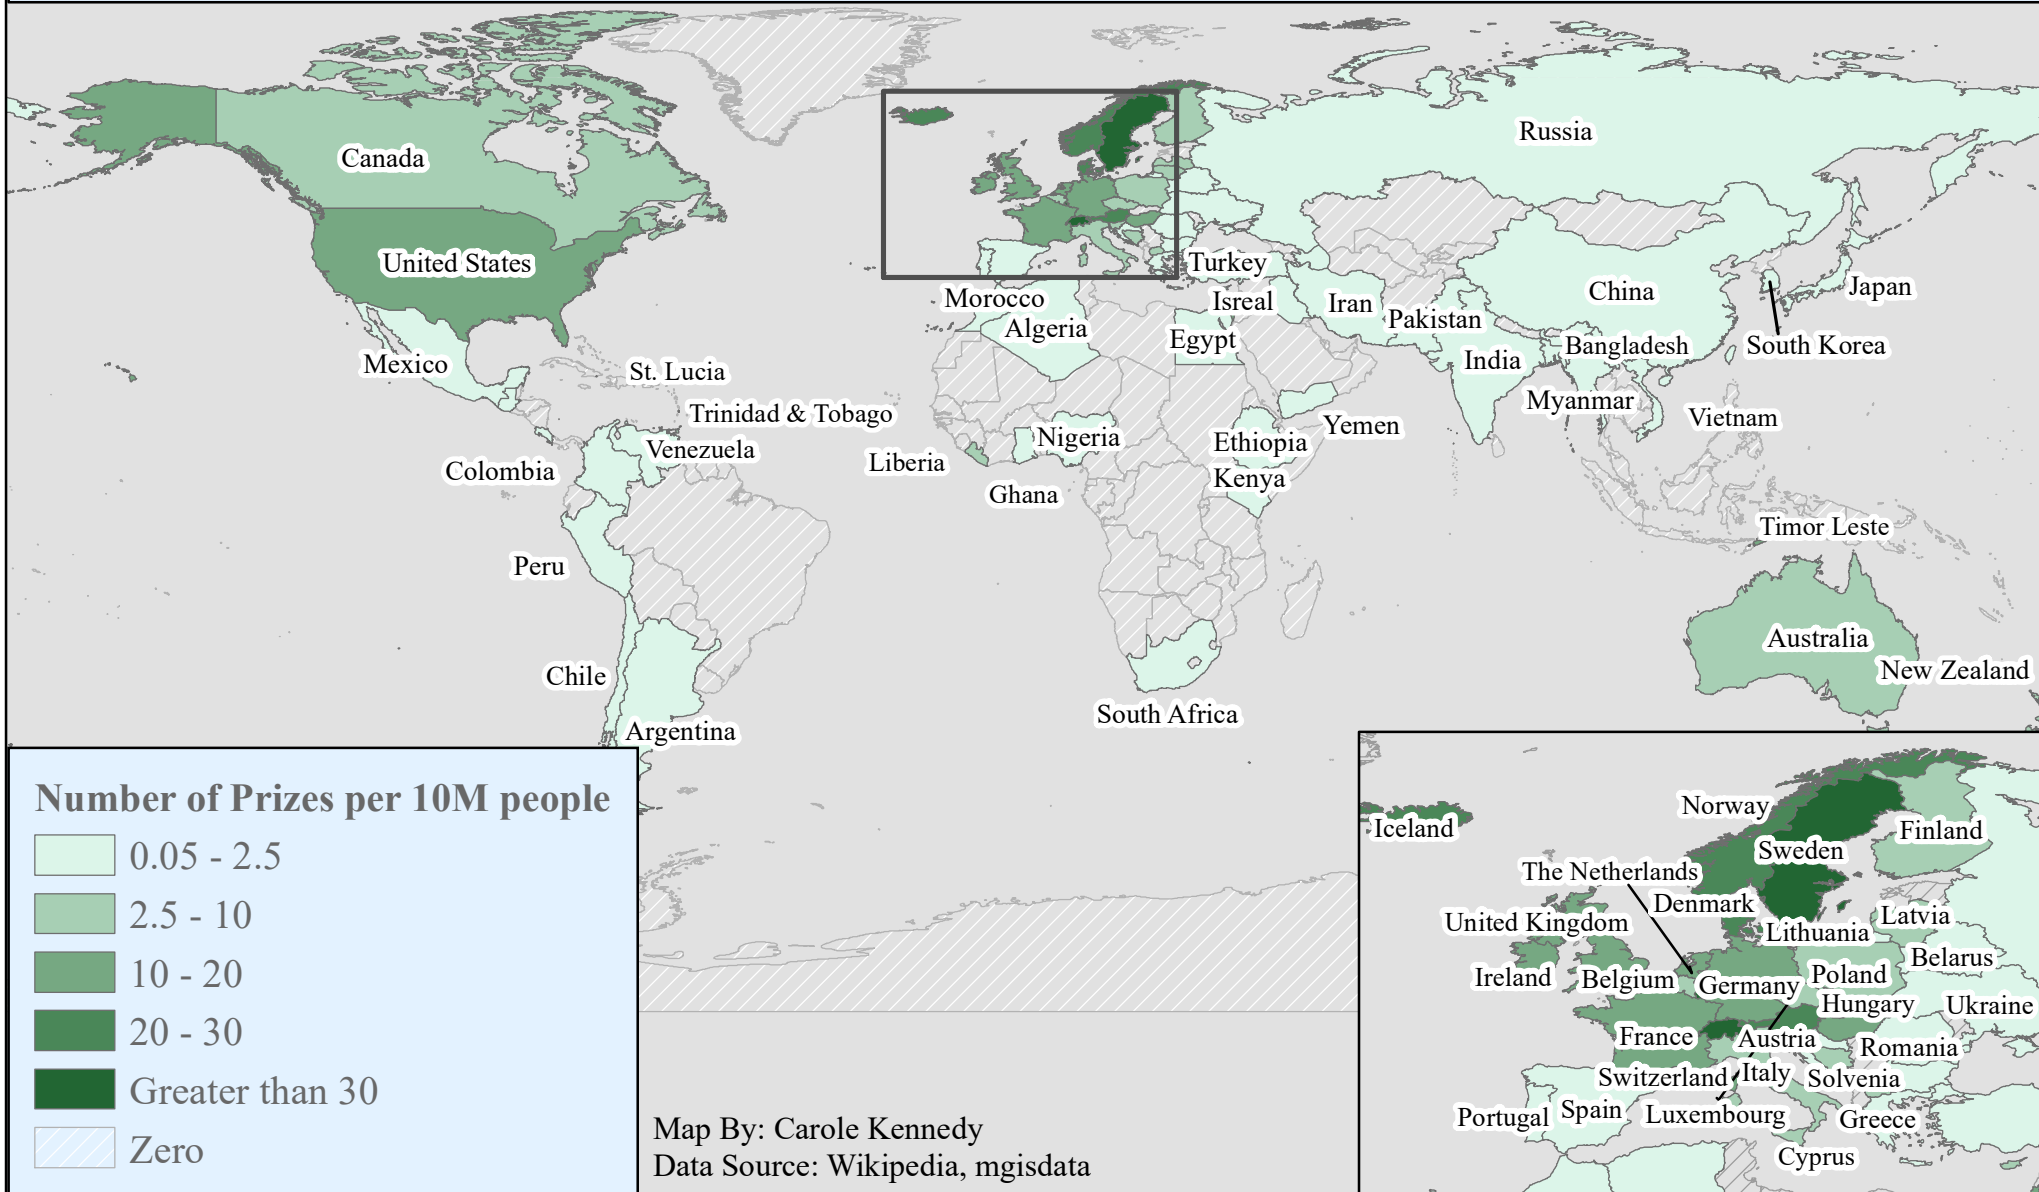 Canada
Russia
United States
Turkey
China
Japan
Morocco
Isreal
Iran
Algeria
Pakistan
Egypt
Bangladesh
South Korea
Mexico
India
St. Lucia
Myanmar
Trinidad & Tobago
Vietnam
Nigeria
Yemen
Venezuela
Ethiopia
Colombia
Liberia
Kenya
Ghana
Timor Leste
Peru
Australia
New Zealand
Chile
South Africa
Argentina
Number of Prizes per 10M people
0.05 - 2.5
2.5 - 10
10 - 20
20 - 30
Greater than 30
Zero
Map By: Carole Kennedy
Data Source: Wikipedia, mgisdata
Norway
Iceland
Finland
Sweden
The Netherlands
Denmark
Latvia
United Kingdom
Lithuania
Belarus
Ireland
Belgium
Germany
Poland
Hungary
Ukraine
France
Austria
Romania
Switzerland
Italy
Solvenia
Portugal
Spain
Luxembourg
Greece
Cyprus